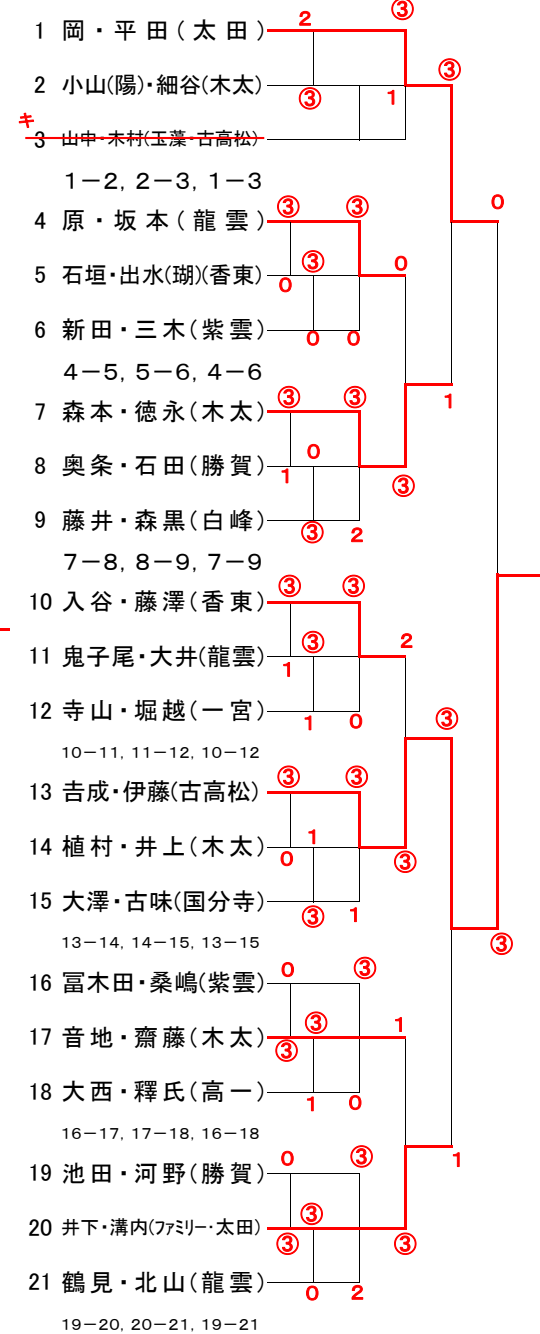 2 ③
1 岡・平田(太田)
③
2 小山(陽)・細谷(木太)
③ 1
キ
3 山中・木村(玉藻・古高松)
1－2, 2－3, 1－3
③ ③ 0
4 原・坂本(龍雲)
③ 0
5 石垣・出水(瑚)(香東)
0
6 新田・三木(紫雲)
0 0
4－5, 5－6, 4－6
③ ③ 1
7 森本・徳永(木太)
0
8 奥条・石田(勝賀)
1 ③
9 藤井・森黒(白峰)
③ 2
7－8, 8－9, 7－9
③ ③
10 入谷・藤澤(香東)
③ 2
11 鬼子尾・大井(龍雲)
1
12 寺山・堀越(一宮)
1 0 ③
10－11, 11－12, 10－12
③ ③
13 吉成・伊藤(古高松)
1
14 植村・井上(木太)
0 ③
15 大澤・古味(国分寺)
③ 1
13－14, 14－15, 13－15 ③
0 ③
16 冨木田・桑嶋(紫雲)
③ 1
17 音地・齋藤(木太)
③
18 大西・釋氏(高一)
1 0
16－17, 17－18, 16－18
0 ③ 1
19 池田・河野(勝賀)
③
20 井下・溝内(ファミリー・太田)
③ ③
21 鶴見・北山(龍雲)
0 2
19－20, 20－21, 19－21